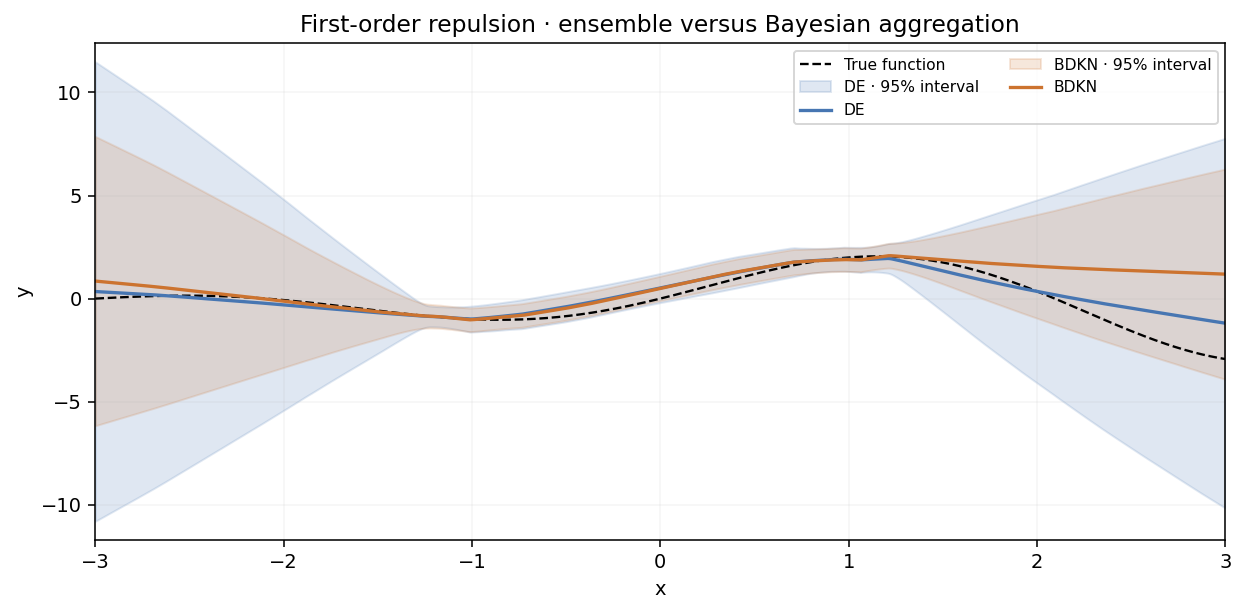 First-order repulsion · ensemble versus Bayesian aggregation
True function
DE · 95% interval
DE
BDKN · 95% interval
BDKN
y
10
5
0
−5
−10
−3
−2
−1
0
1
2
3
x